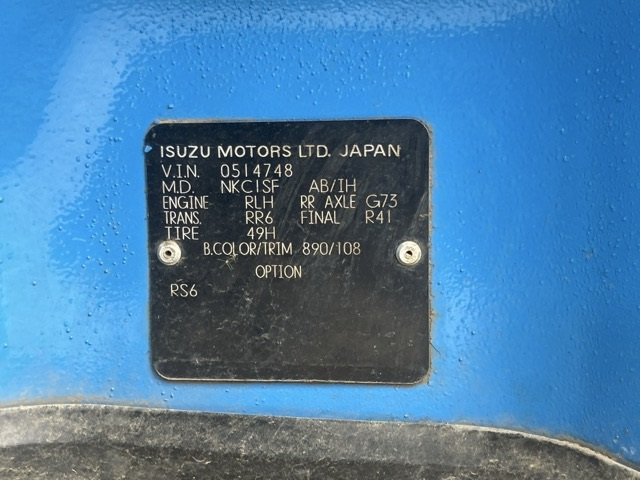 ISUZU MOTORS LTD. JAPAN
V.I.N. 0514748
M.D. NKC1SF AB/1H
ENGINE RLH RR AXLE G73
TRANS. RR6 FINAL R41
TIRE 49H
B.COLOR/TRIM 890/108
OPTION
RS6